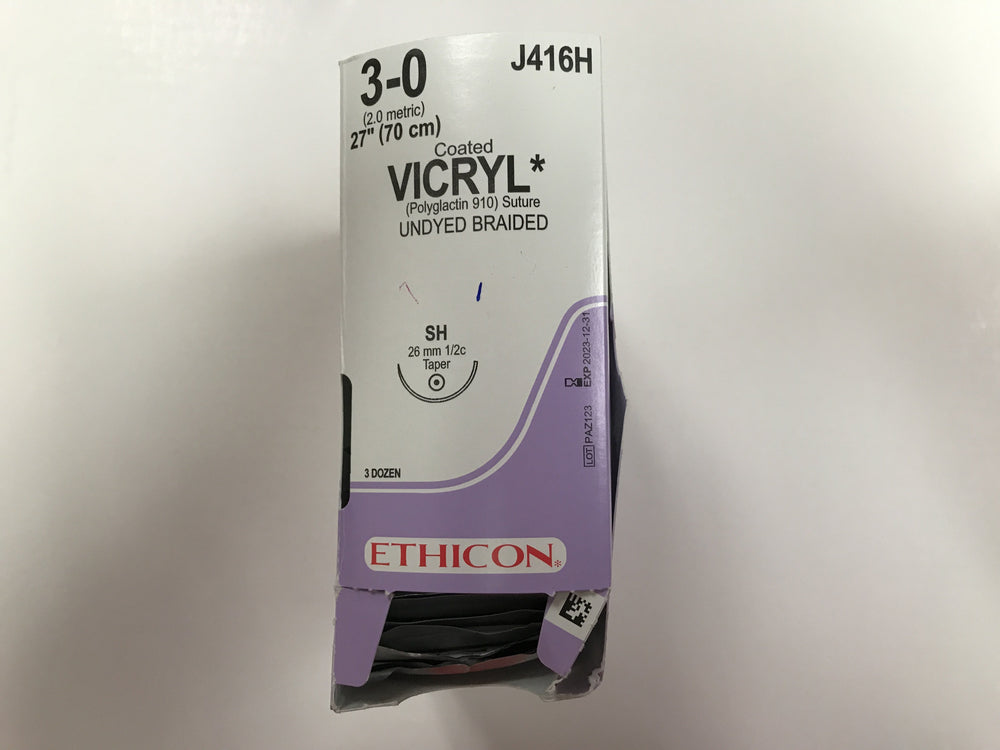 3-0
J416H
(2.0 metric)
27" (70 cm)
Coated
VICRYL*
(Polyglactin 910) Suture
UNDYED BRAIDED
SH
26 mm 1/2c
Taper
3 DOZEN
LOT PAZ123
EXP 2023-12-31
ETHICON*